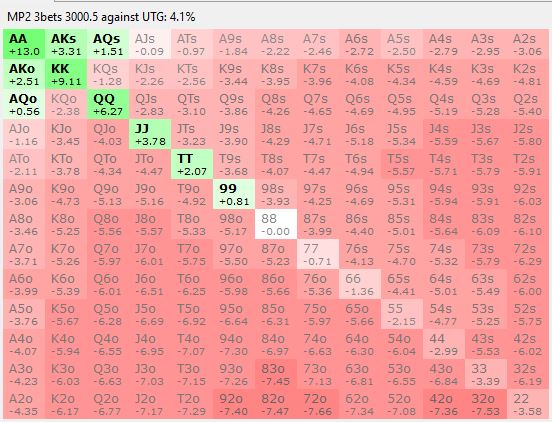 MP2 3bets 3000.5 against UTG: 4.1%
AA AKs AQs AJs ATs A9s A8s A7s A6s A5s A4s A3s A2s
+13.0 +3.31 +1.51 -0.09 -0.97 -1.84 -2.22 -2.46 -2.72 -2.50 -2.79 -2.95 -3.06
AKo KK KQs KJs KTs K9s K8s K7s K6s K5s K4s K3s K2s
+2.51 +9.11 -1.28 -2.26 -2.56 -3.44 -3.95 -3.96 -4.08 -4.34 -4.59 -4.69 -4.81
AQo KQo QQ QJs QTs Q9s Q8s Q7s Q6s Q5s Q4s Q3s Q2s
+0.56 -2.38 +6.27 -2.83 -3.10 -3.86 -4.26 -4.65 -4.69 -4.95 -5.19 -5.28 -5.40
AJo KJo QJo JJ JTs J9s J8s J7s J6s J5s J4s J3s J2s
-1.16 -3.45 -4.03 +3.78 -3.23 -3.90 -4.29 -4.71 -5.18 -5.34 -5.59 -5.67 -5.80
ATo KTo QTo JTo TT T9s T8s T7s T6s T5s T4s T3s T2s
-2.11 -3.78 -4.34 -4.47 +2.07 -3.68 -4.07 -4.47 -4.94 -5.57 -5.71 -5.79 -5.91
A9o K9o Q9o J9o T9o 99 98s 97s 96s 95s 94s 93s 92s
-3.06 -4.73 -5.13 -5.16 -4.92 +0.81 -3.93 -4.25 -4.69 -5.31 -5.94 -5.91 -6.03
A8o K8o Q8o J8o T8o 98o 88 87s 86s 85s 84s 83s 82s
-3.46 -5.25 -5.56 -5.57 -5.33 -5.17 -0.00 -3.99 -4.40 -5.01 -5.64 -6.09 -6.10
A7o K7o Q7o J7o T7o 97o 87o 77 76s 75s 74s 73s 72s
-3.71 -5.26 -5.97 -6.01 -5.75 -5.50 -5.23 -0.71 -4.13 -4.70 -5.32 -5.79 -6.29
A6o K6o Q6o J6o T6o 96o 86o 76o 66 65s 64s 63s 62s
-3.99 -5.39 -6.01 -6.51 -6.25 -5.98 -5.66 -5.36 -1.36 -4.41 -5.01 -5.49 -6.00
A5o K5o Q5o J5o T5o 95o 85o 75o 65o 55 54s 53s 52s
-3.76 -5.67 -6.28 -6.69 -6.92 -6.64 -6.31 -5.97 -5.66 -2.15 -4.77 -5.25 -5.75
A4o K4o Q4o J4o T4o 94o 84o 74o 64o 54o 44 43s 42s
-4.07 -5.94 -6.54 -6.95 -7.07 -7.30 -6.97 -6.63 -6.30 -6.04 -2.99 -5.53 -6.02
A3o K3o Q3o J3o T3o 93o 83o 73o 63o 53o 43o 33 32s
-4.23 -6.03 -6.63 -7.03 -7.15 -7.26 -7.45 -7.13 -6.81 -6.55 -6.84 -3.39 -6.19
A2o K2o Q2o J2o T2o 92o 82o 72o 62o 52o 42o 32o 22
-4.35 -6.17 -6.77 -7.17 -7.29 -7.40 -7.47 -7.66 -7.34 -7.08 -7.36 -7.53 -3.58